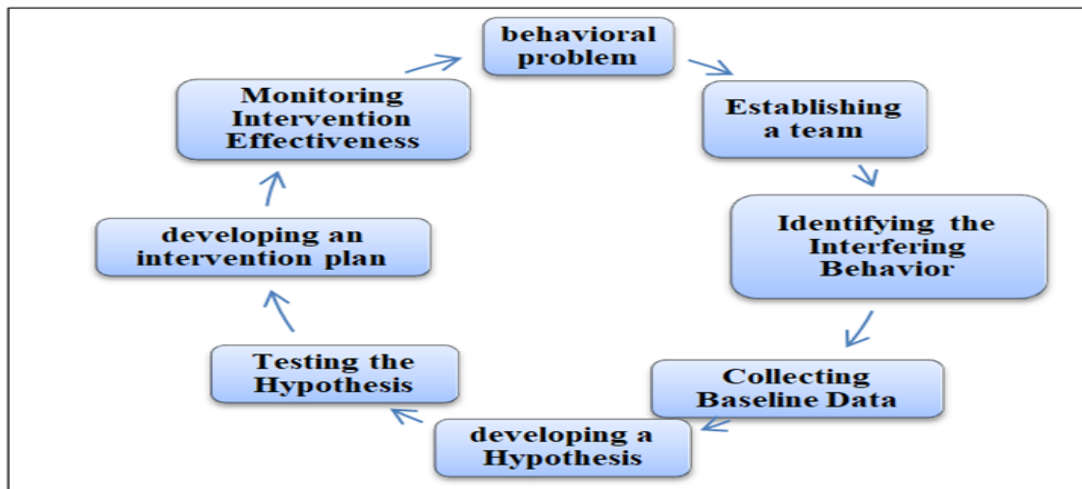 behavioral
problem
Establishing
a team
Identifying the
Interfering
Behavior
Collecting
Baseline Data
developing a
Hypothesis
Testing the
Hypothesis
developing an
intervention plan
Monitoring
Intervention
Effectiveness